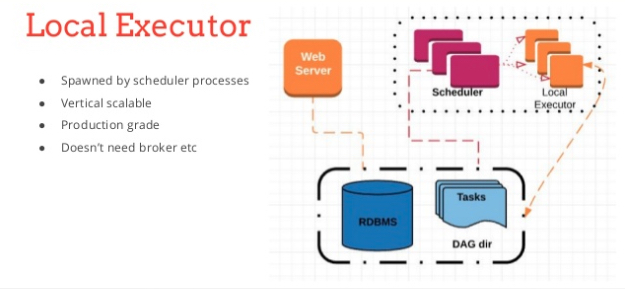 Local Executor
Spawned by scheduler processes
Vertical scalable
Production grade
Doesn't need broker etc
Web
Server
Scheduler
Local
Executor
RDBMS
Tasks
DAG dir